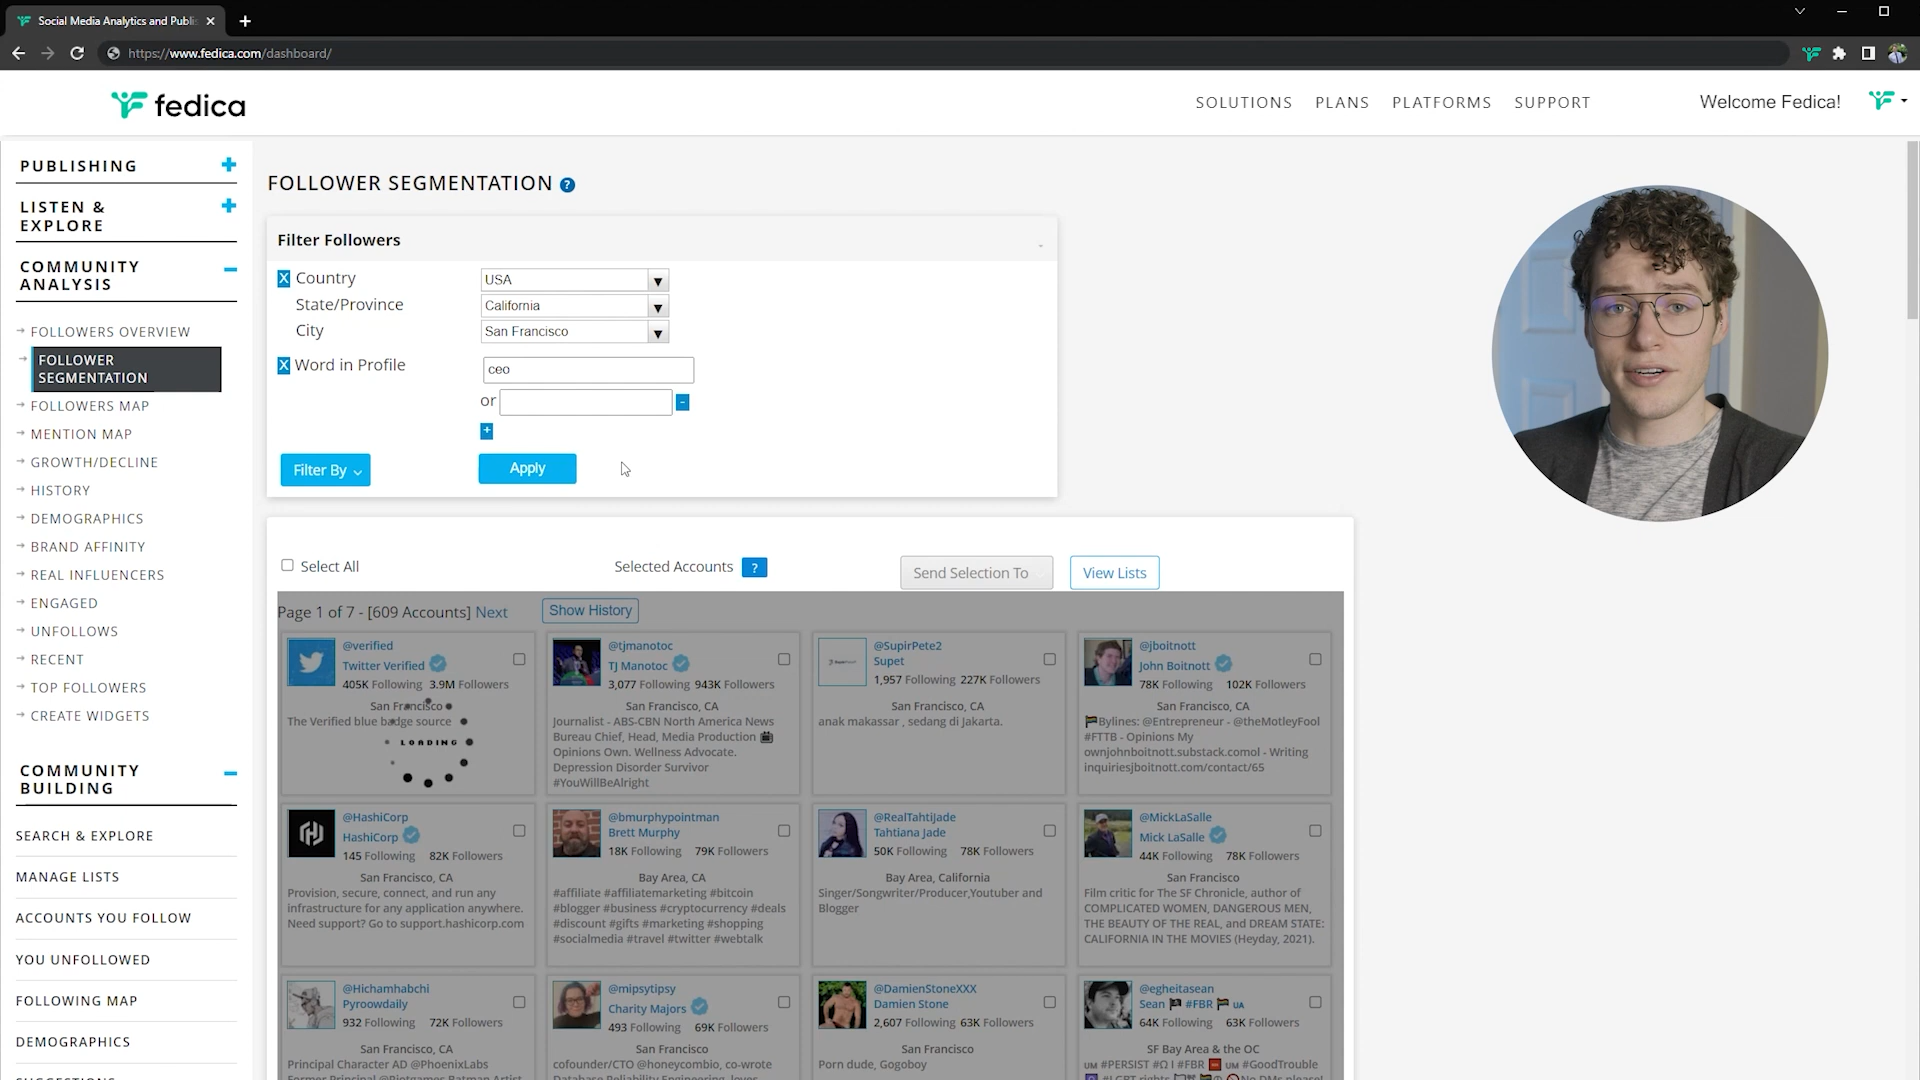 Social Media Analytics and Publis
https://www.fedica.com/dashboard/
fedica
SOLUTIONS
PLANS
PLATFORMS
SUPPORT
Welcome Fedica!
PUBLISHING
LISTEN &
EXPLORE
COMMUNITY
ANALYSIS
FOLLOWERS OVERVIEW
FOLLOWER
SEGMENTATION
FOLLOWERS MAP
MENTION MAP
GROWTH/DECLINE
HISTORY
DEMOGRAPHICS
BRAND AFFINITY
REAL INFLUENCERS
ENGAGED
UNFOLLOWS
RECENT
TOP FOLLOWERS
CREATE WIDGETS
COMMUNITY
BUILDING
SEARCH & EXPLORE
MANAGE LISTS
ACCOUNTS YOU FOLLOW
YOU UNFOLLOWED
FOLLOWING MAP
DEMOGRAPHICS
FOLLOWER SEGMENTATION ?
Filter Followers
X Country
USA
State/Province
California
City
San Francisco
X Word in Profile
ceo
or
-
+
Filter By
Apply
Select All
Selected Accounts ?
Send Selection To
View Lists
Page 1 of 7 - [609 Accounts] Next
Show History
@verified
Twitter Verified
405K Following 3.9M Followers
San Francisco
The Verified blue badge source
LOADING
@tjmanotoc
TJ Manotoc
3,077 Following 943K Followers
San Francisco, CA
Journalist - ABS-CBN North America News
Bureau Chief, Head, Media Production
Opinions Own. Wellness Advocate.
Depression Disorder Survivor
#YouWillBeAlright
@SupirPete2
Supet
1,957 Following 227K Followers
San Francisco, CA
anak makassar , sedang di Jakarta.
@jboitnott
John Boitnott
78K Following 102K Followers
San Francisco, CA
Bylines: @Entrepreneur - @theMotleyFool
#FTTB - Opinions My
ownjohnboitnott.substack.comol - Writing
inquiriesjboitnott.com/contact/65
@HashiCorp
HashiCorp
145 Following 82K Followers
San Francisco, CA
Provision, secure, connect, and run any
infrastructure for any application anywhere.
Need support? Go to support.hashicorp.com
@bmurphypointman
Brett Murphy
18K Following 79K Followers
Bay Area, CA
#affiliate #affiliatemarketing #bitcoin
#blogger #business #cryptocurrency #deals
#discount #gifts #marketing #shopping
#socialmedia #travel #twitter #webtalk
@RealTahtiJade
Tahtiana Jade
50K Following 78K Followers
Bay Area, California
Singer/Songwriter/Producer,Youtuber and
Blogger
@MickLaSalle
Mick LaSalle
44K Following 78K Followers
San Francisco
Film critic for The SF Chronicle, author of
COMPLICATED WOMEN, DANGEROUS MEN,
THE BEAUTY OF THE REAL, and DREAM STATE:
CALIFORNIA IN THE MOVIES (Heyday, 2021).
@Hichamhabchi
Pyroowdaily
932 Following 72K Followers
San Francisco, CA
Principal Character AD @PhoenixLabs
@mipsytipsy
Charity Majors
493 Following 69K Followers
San Francisco
cofounder/CTO @honeycombio, co-wrote
@DamienStoneXXX
Damien Stone
2,607 Following 63K Followers
San Francisco
Porn dude, Gogoboy
@egheitasean
Sean #FBR UA
64K Following 63K Followers
SF Bay Area & the OC
UM #PERSIST #Q I #FBR UM #GoodTrouble